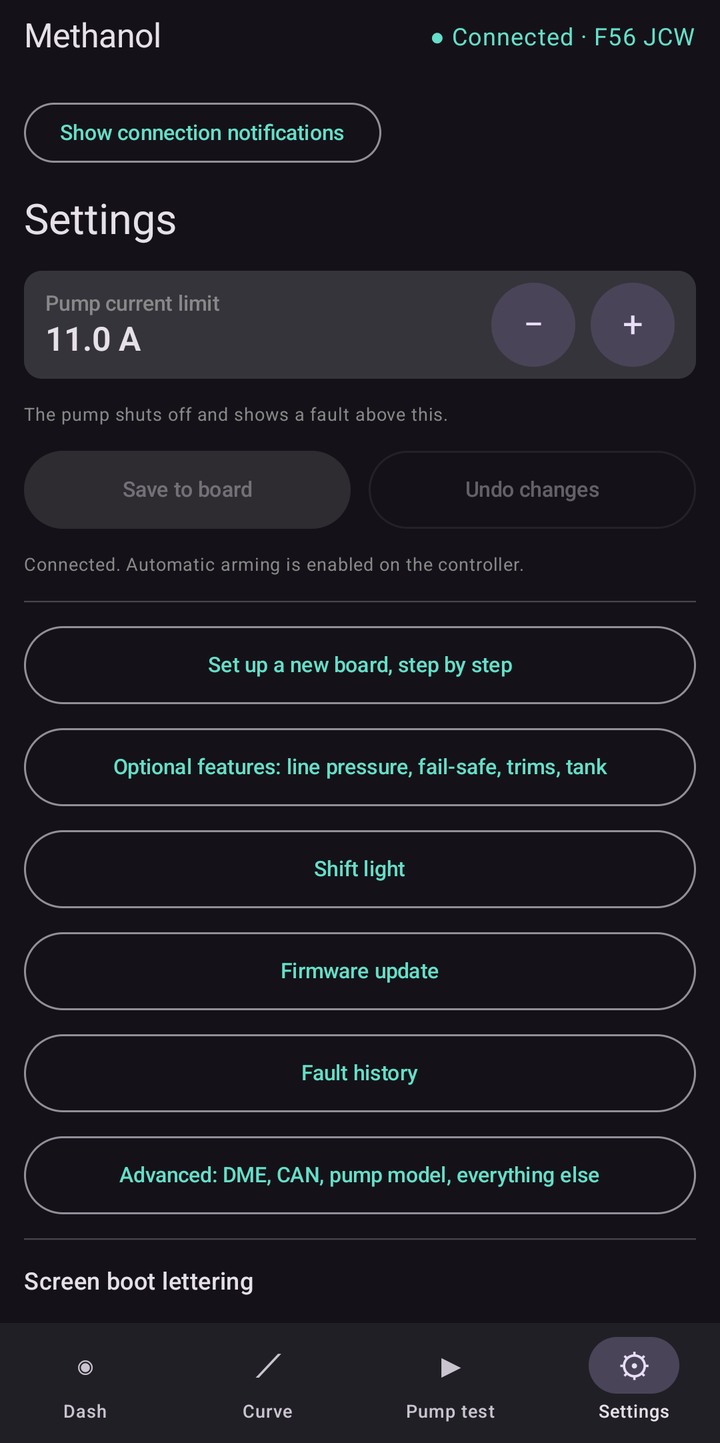 Methanol
Connected · F56 JCW
Show connection notifications
Settings
Pump current limit
11.0 A
−
+
The pump shuts off and shows a fault above this.
Save to board
Undo changes
Connected. Automatic arming is enabled on the controller.
Set up a new board, step by step
Optional features: line pressure, fail-safe, trims, tank
Shift light
Firmware update
Fault history
Advanced: DME, CAN, pump model, everything else
Screen boot lettering
Dash
Curve
Pump test
Settings